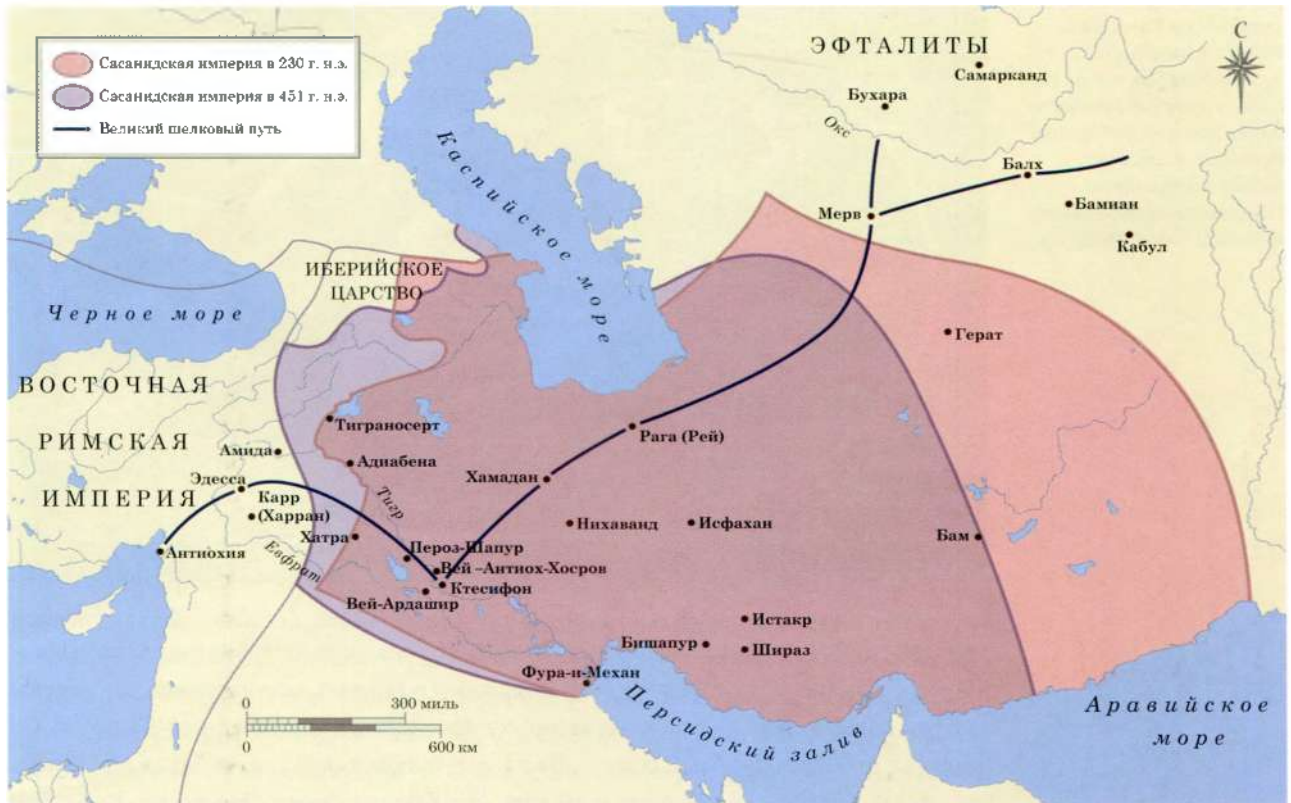 Сасанидская империя в 230 г. н.э.
Сасанидская империя в 451 г. н.э.
Великий шелковый путь
ЭФТАЛИТЫ
С
Самарканд
Бухара
Окс
Каспийское море
Балх
Мерв
Бамиан
Кабул
ИБЕРИЙСКОЕ
ЦАРСТВО
Черное море
Герат
ВОСТОЧНАЯ
РИМСКАЯ
ИМПЕРИЯ
Тиграносерт
Рага (Рей)
Амида
Адиабена
Эдесса
Хамадан
Карр
(Харран)
Тигр
Нихаванд
Исфахан
Хатра
Бам
Антиохия
Евфрат
Пероз-Шапур
Вей –Антиох-Хосров
Ктесифон
Вей-Ардашир
Истакр
Бишапур
Шираз
Фура-и-Механ
Персидский залив
Аравийское
море
0 300 миль
0 600 км